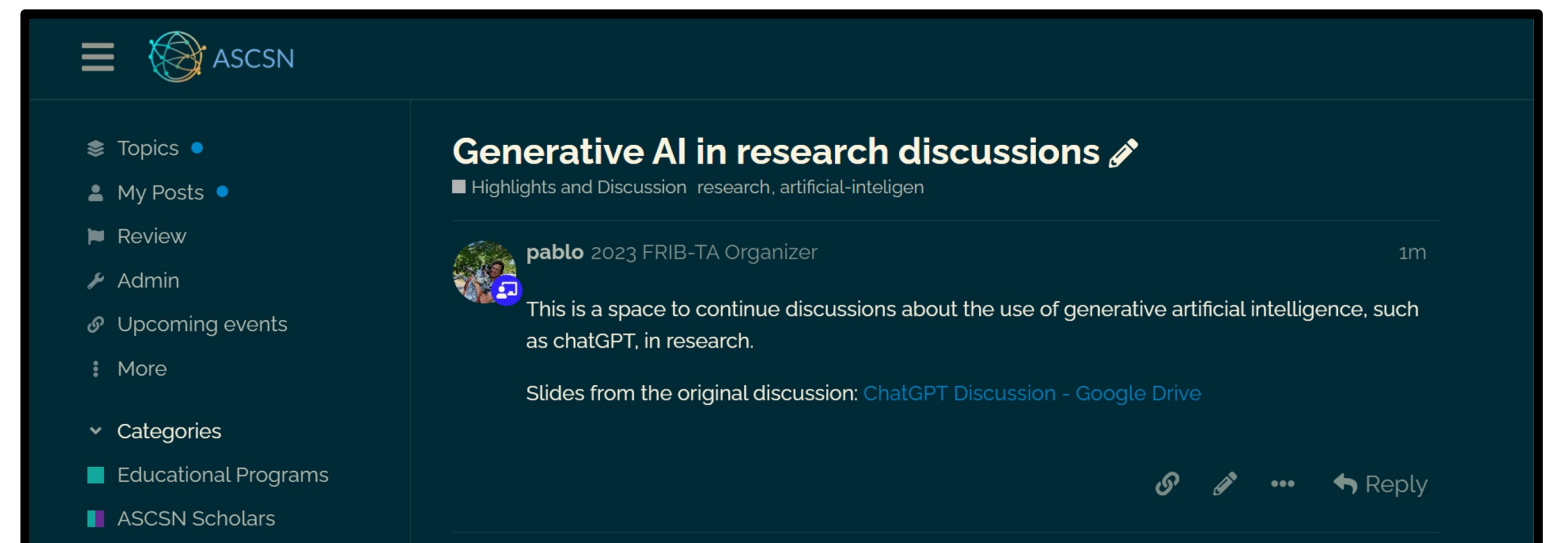 ASCSN
Topics
My Posts
Review
Admin
Upcoming events
More
Categories
Educational Programs
ASCSN Scholars
Generative AI in research discussions
Highlights and Discussion research, artificial-inteligen
pablo 2023 FRIB-TA Organizer 1m
This is a space to continue discussions about the use of generative artificial intelligence, such
as chatGPT, in research.
Slides from the original discussion: ChatGPT Discussion - Google Drive
Reply